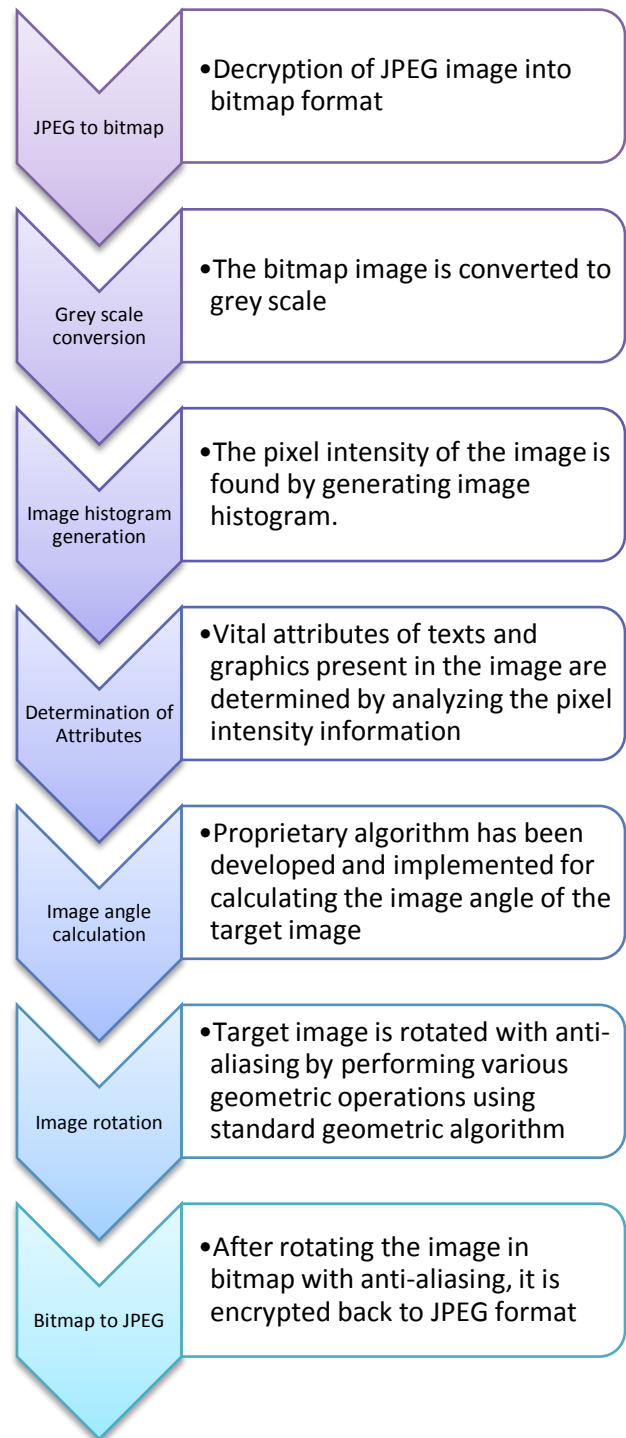 JPEG to bitmap
•Decryption of JPEG image into
bitmap format
Grey scale
conversion
•The bitmap image is converted to
grey scale
Image histogram
generation
•The pixel intensity of the image is
found by generating image
histogram.
Determination of
Attributes
•Vital attributes of texts and
graphics present in the image are
determined by analyzing the pixel
intensity information
Image angle
calculation
•Proprietary algorithm has been
developed and implemented for
calculating the image angle of the
target image
Image rotation
•Target image is rotated with anti-
aliasing by performing various
geometric operations using
standard geometric algorithm
Bitmap to JPEG
•After rotating the image in
bitmap with anti-aliasing, it is
encrypted back to JPEG format